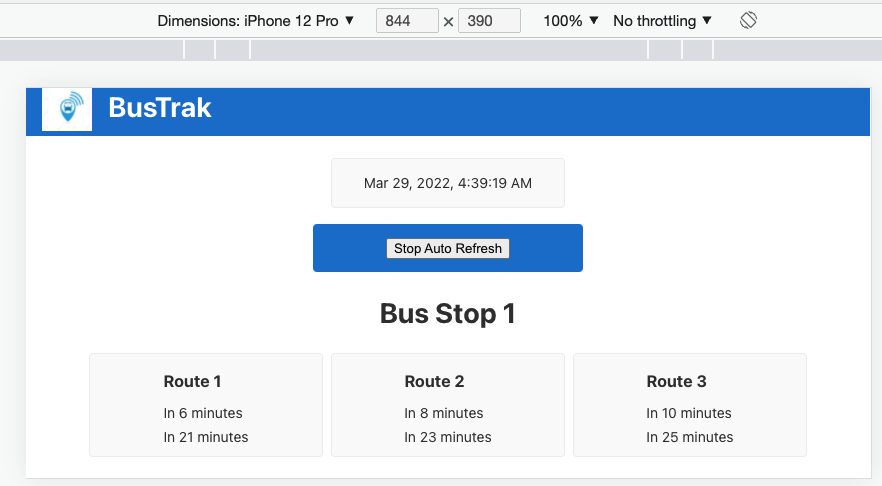 Dimensions: iPhone 12 Pro ▼ 844 × 390 100% ▼ No throttling ▼
BusTrak
Mar 29, 2022, 4:39:19 AM
Stop Auto Refresh
Bus Stop 1
Route 1
In 6 minutes
In 21 minutes
Route 2
In 8 minutes
In 23 minutes
Route 3
In 10 minutes
In 25 minutes